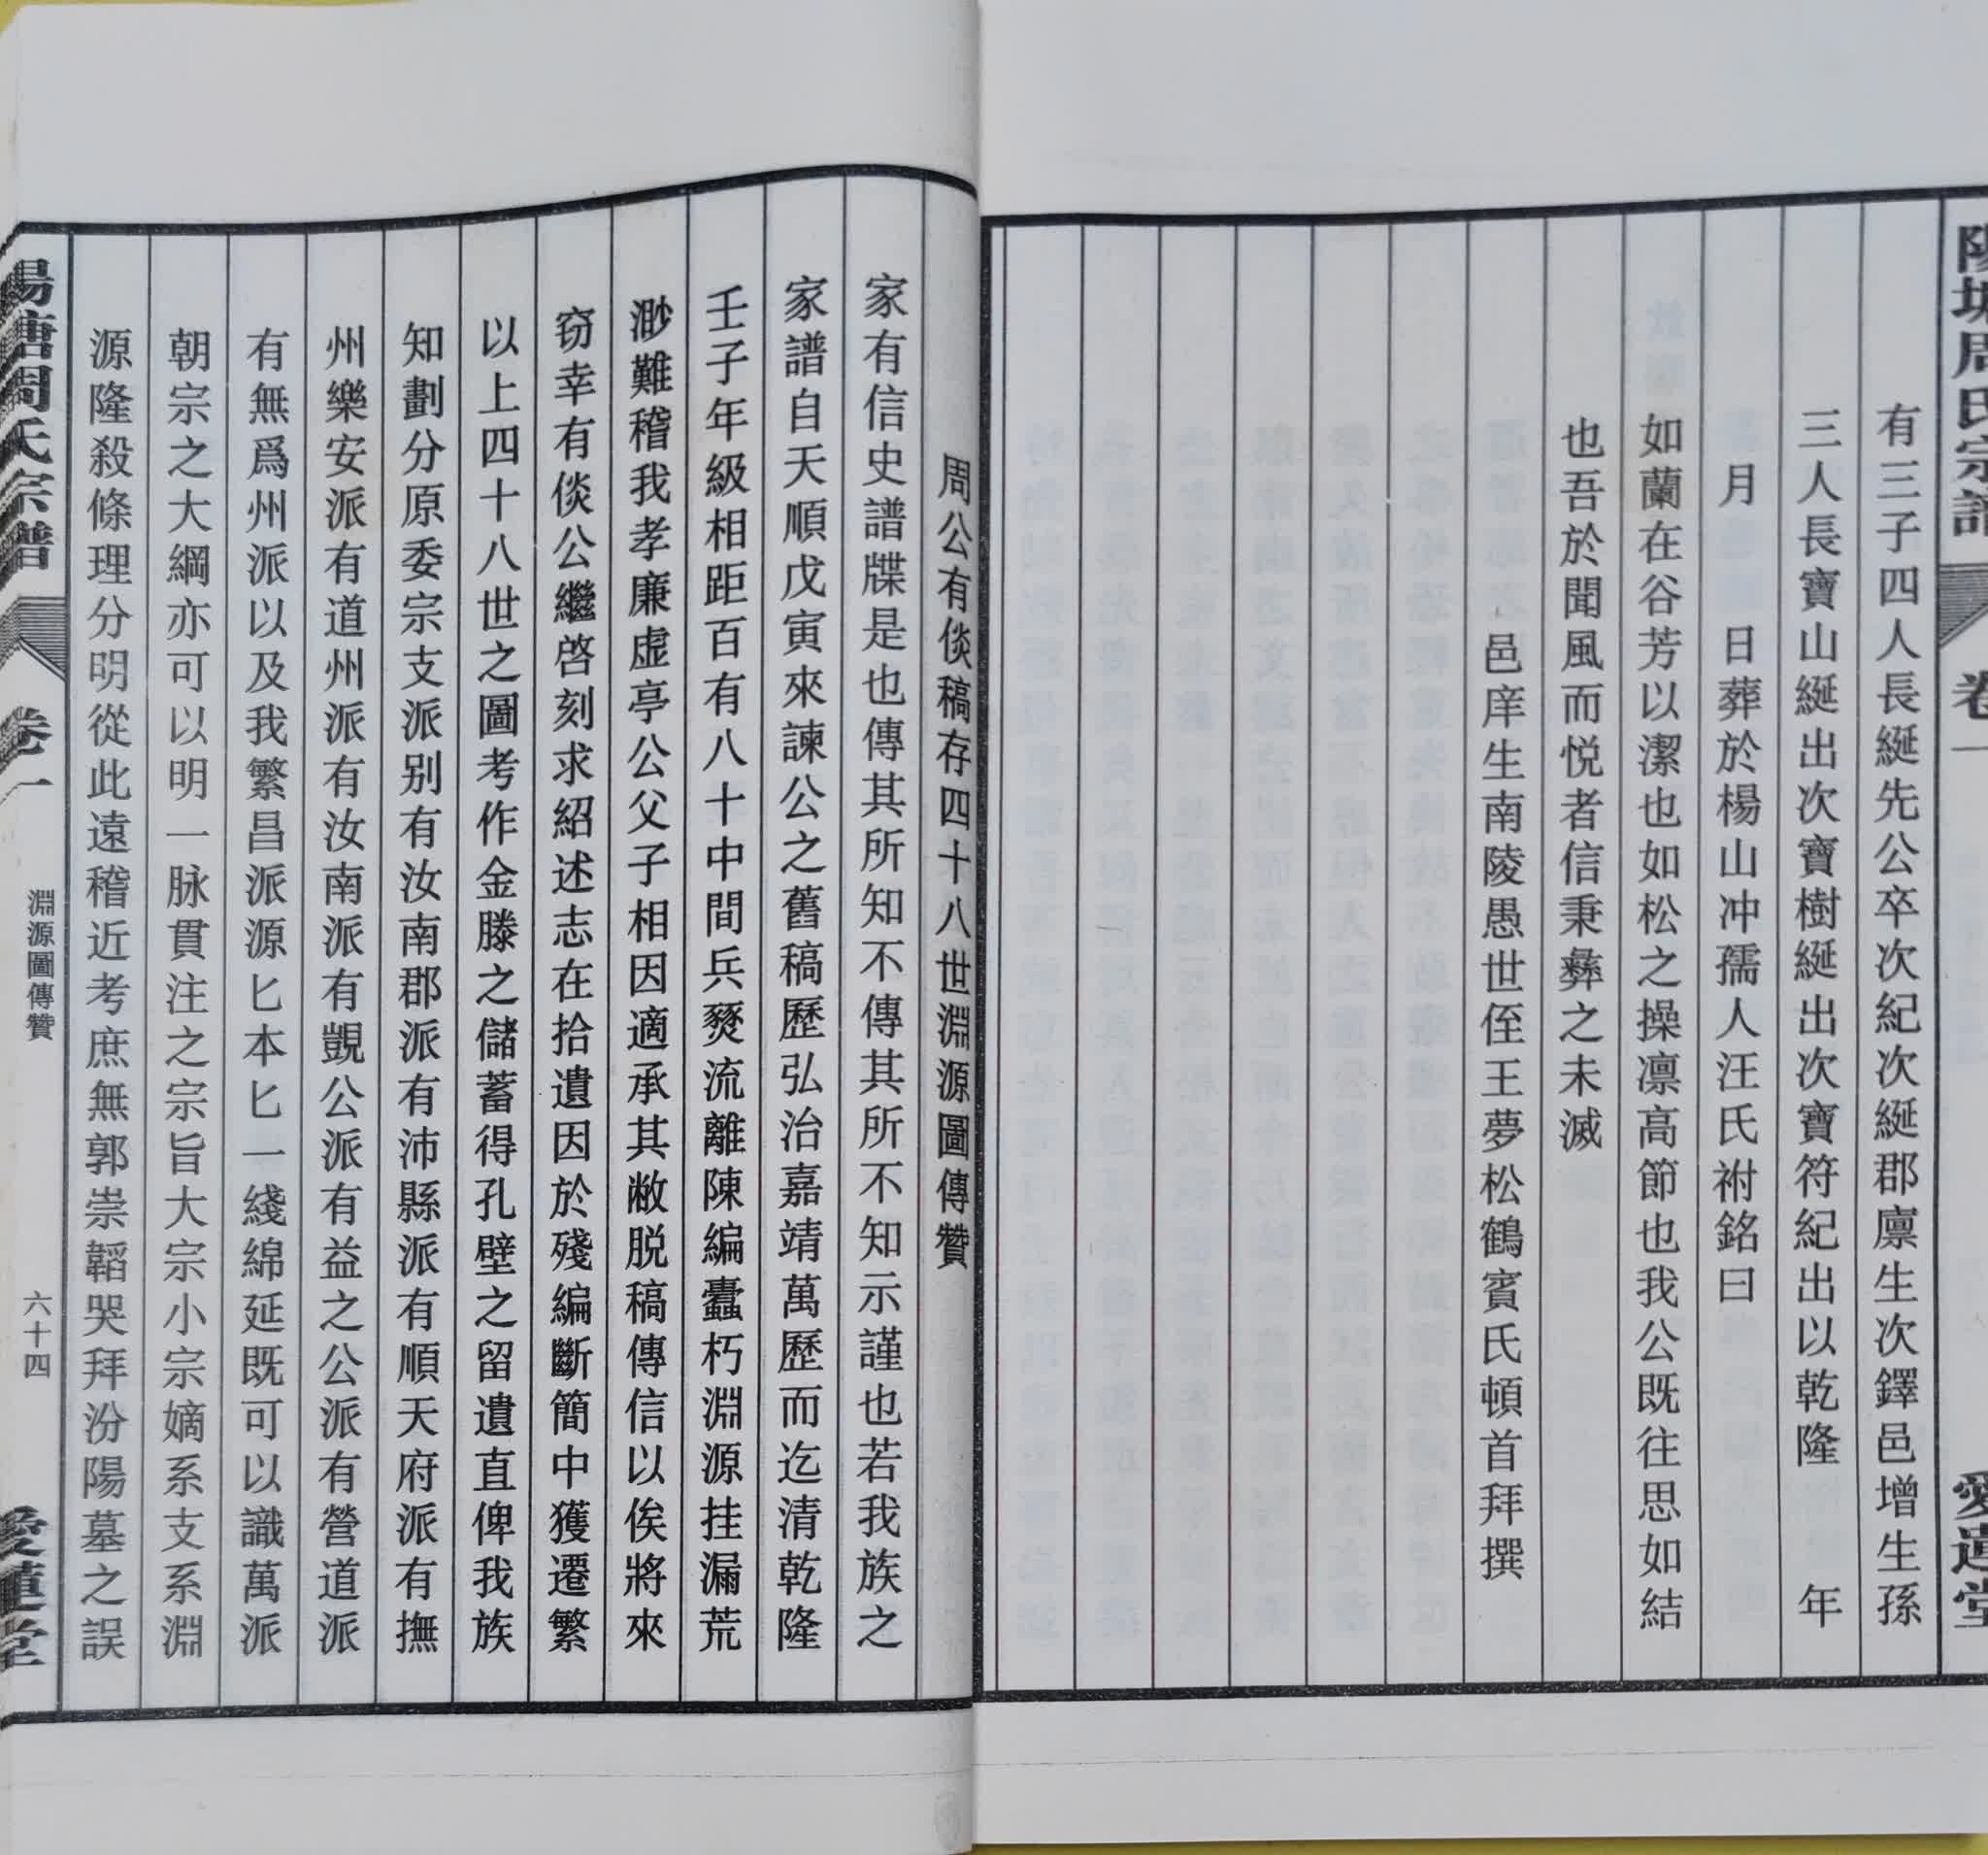 陽塘周氏宗譜 卷一 愛蓮堂
有三子四人長綖先公卒次紀次綖郡廪生次鐸邑增生孫
三人長寶山綖出次寶樹綖出次寶符紀出以乾隆 年
月 日葬於楊山冲孺人汪氏祔銘曰
如蘭在谷芳以潔也如松之操凛高節也我公既往思如結
也吾於聞風而悦者信秉彝之未滅
邑庠生南陵愚世侄王夢松鶴賓氏頓首拜撰
周公有倓稿存四十八世淵源圖傳贊
家有信史譜牒是也傳其所知不傳其所不知示謹也若我族之
家譜自天順戊寅來諫公之舊稿歷弘治嘉靖萬歷而迄清乾隆
壬子年級相距百有八十中間兵燹流離陳編蠹朽淵源挂漏荒
渺難稽我孝廉虛亭公父子相因適承其敝脱稿傳信以俟將來
窃幸有倓公繼啓刻求紹述志在拾遺因於殘編斷簡中獲遷繁
以上四十八世之圖考作金滕之儲蓄得孔壁之留遺直俾我族
知劃分原委宗支派别有汝南郡派有沛縣派有順天府派有撫
州樂安派有道州派有汝南派有覬公派有益之公派有營道派
有無爲州派以及我繁昌派源匕本匕一綫綿延既可以識萬派
朝宗之大綱亦可以明一脉貫注之宗旨大宗小宗嫡系支系淵
源隆殺條理分明從此遠稽近考庶無郭崇韜哭拜汾陽墓之誤
陽塘周氏宗譜 卷一 淵源圖傳贊 六十四 愛蓮堂